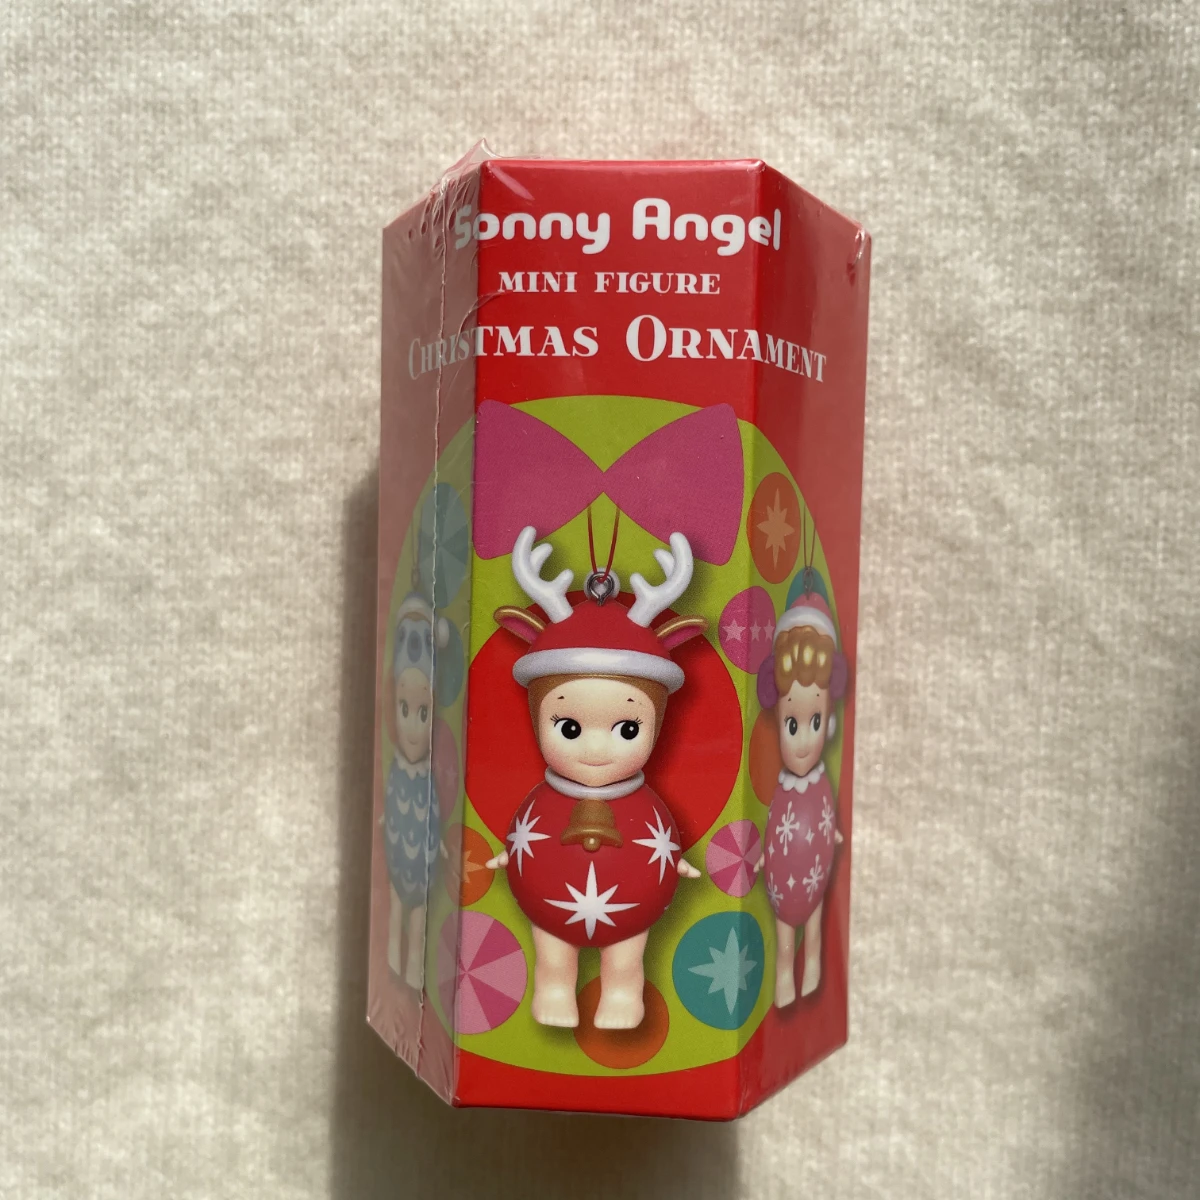 Sonny Angel
MINI FIGURE
CHRISTMAS ORNAMENT